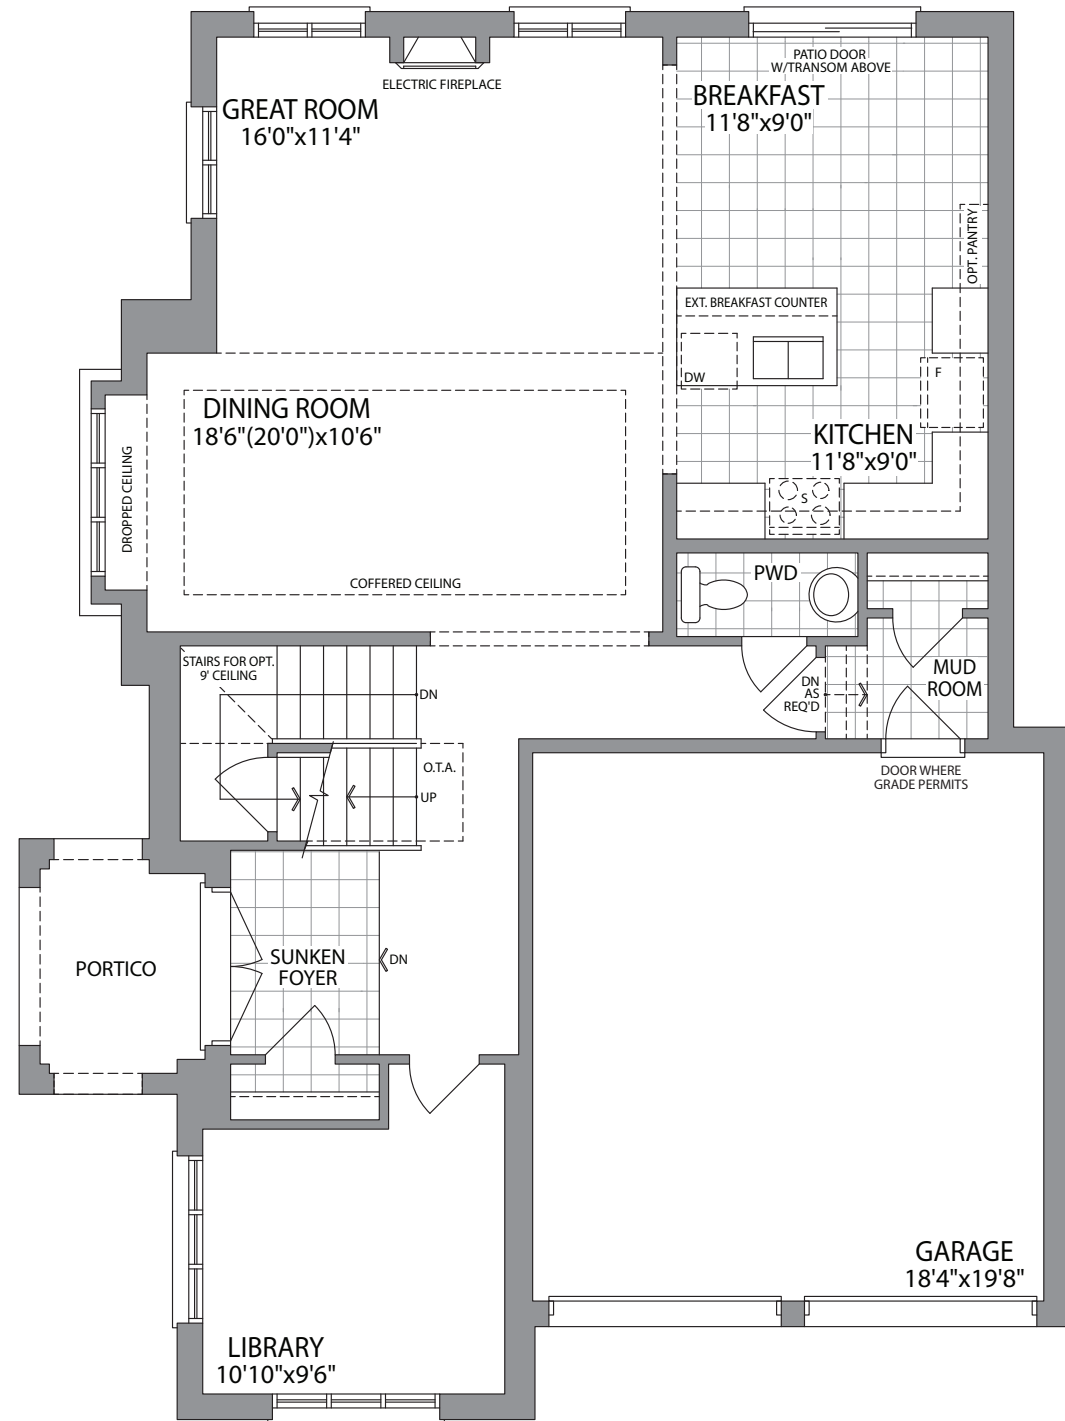 PATIO DOOR
W/TRANSOM ABOVE
ELECTRIC FIREPLACE
GREAT ROOM
16'0"x11'4"
BREAKFAST
11'8"x9'0"
OPT. PANTRY
EXT. BREAKFAST COUNTER
DW
F
DINING ROOM
18'6"(20'0")x10'6"
KITCHEN
11'8"x9'0"
DROPPED CEILING
S
COFFERED CEILING
PWD
STAIRS FOR OPT.
9' CEILING
DN
DN
AS
REQ'D
MUD
ROOM
O.T.A.
UP
DOOR WHERE
GRADE PERMITS
PORTICO
SUNKEN
FOYER
DN
GARAGE
18'4"x19'8"
LIBRARY
10'10"x9'6"